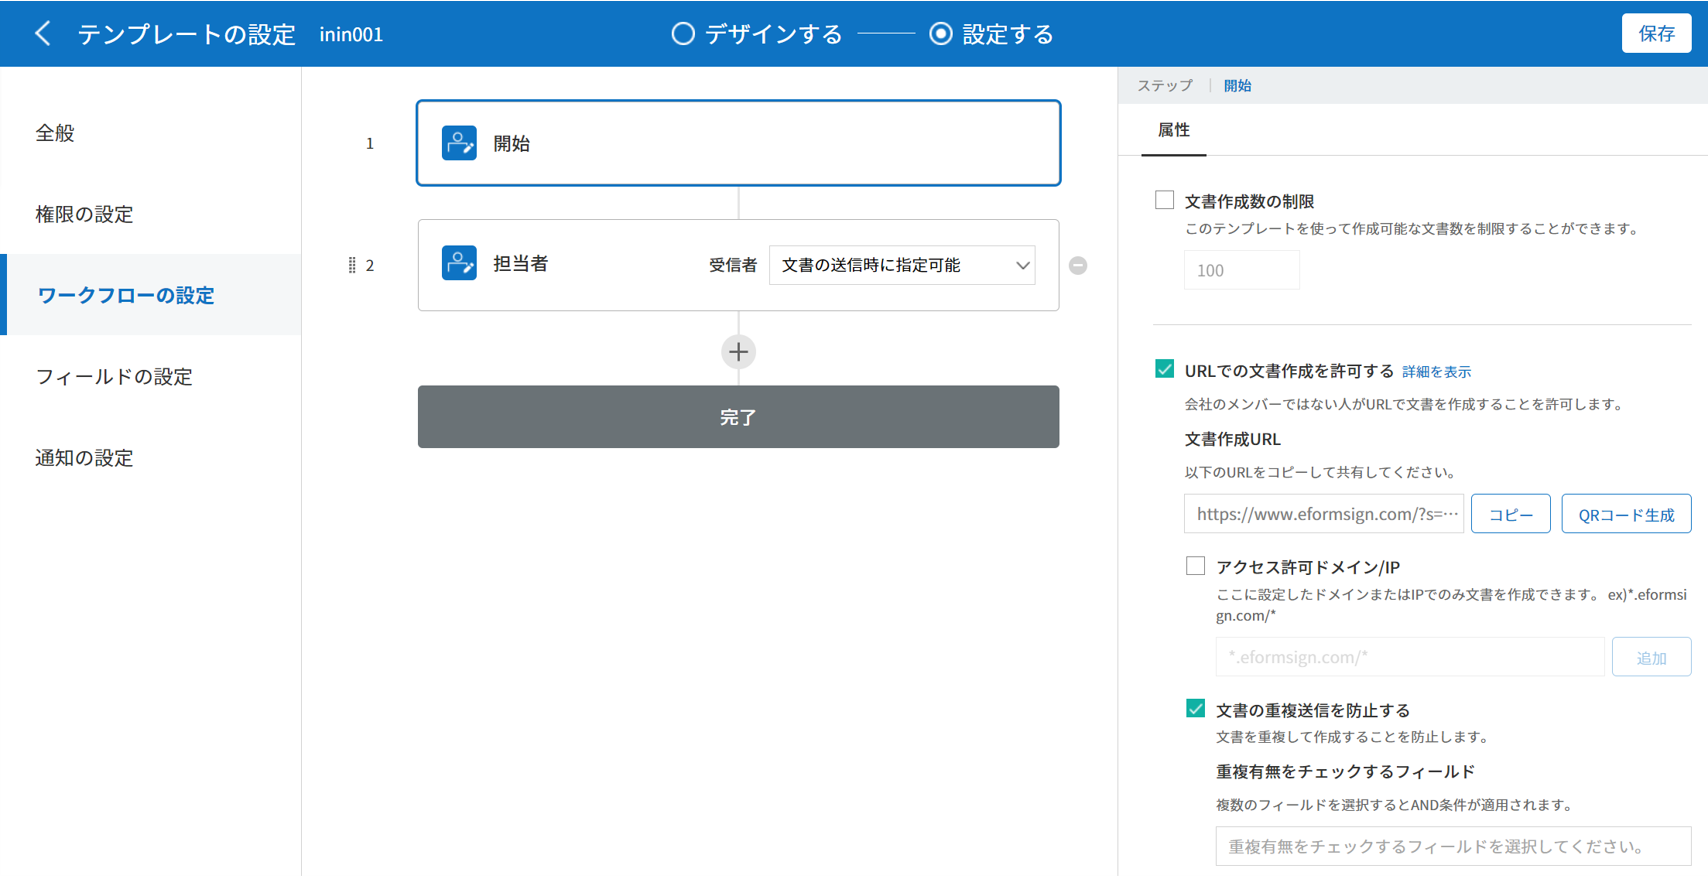 テンプレートの設定 inin001 デザインする 設定する 保存
全般
権限の設定
ワークフローの設定
フィールドの設定
通知の設定
1 開始
2 担当者 受信者 文書の送信時に指定可能
完了
ステップ 開始
属性
文書作成数の制限
このテンプレートを使って作成可能な文書数を制限することができます。
100
URLでの文書作成を許可する 詳細を表示
会社のメンバーではない人がURLで文書を作成することを許可します。
文書作成URL
以下のURLをコピーして共有してください。
https://www.eformsign.com/?s=… コピー QRコード生成
アクセス許可ドメイン/IP
ここに設定したドメインまたはIPでのみ文書を作成できます。 ex)*.eformsi
gn.com/*
*.eformsign.com/* 追加
文書の重複送信を防止する
文書を重複して作成することを防止します。
重複有無をチェックするフィールド
複数のフィールドを選択するとAND条件が適用されます。
重複有無をチェックするフィールドを選択してください。